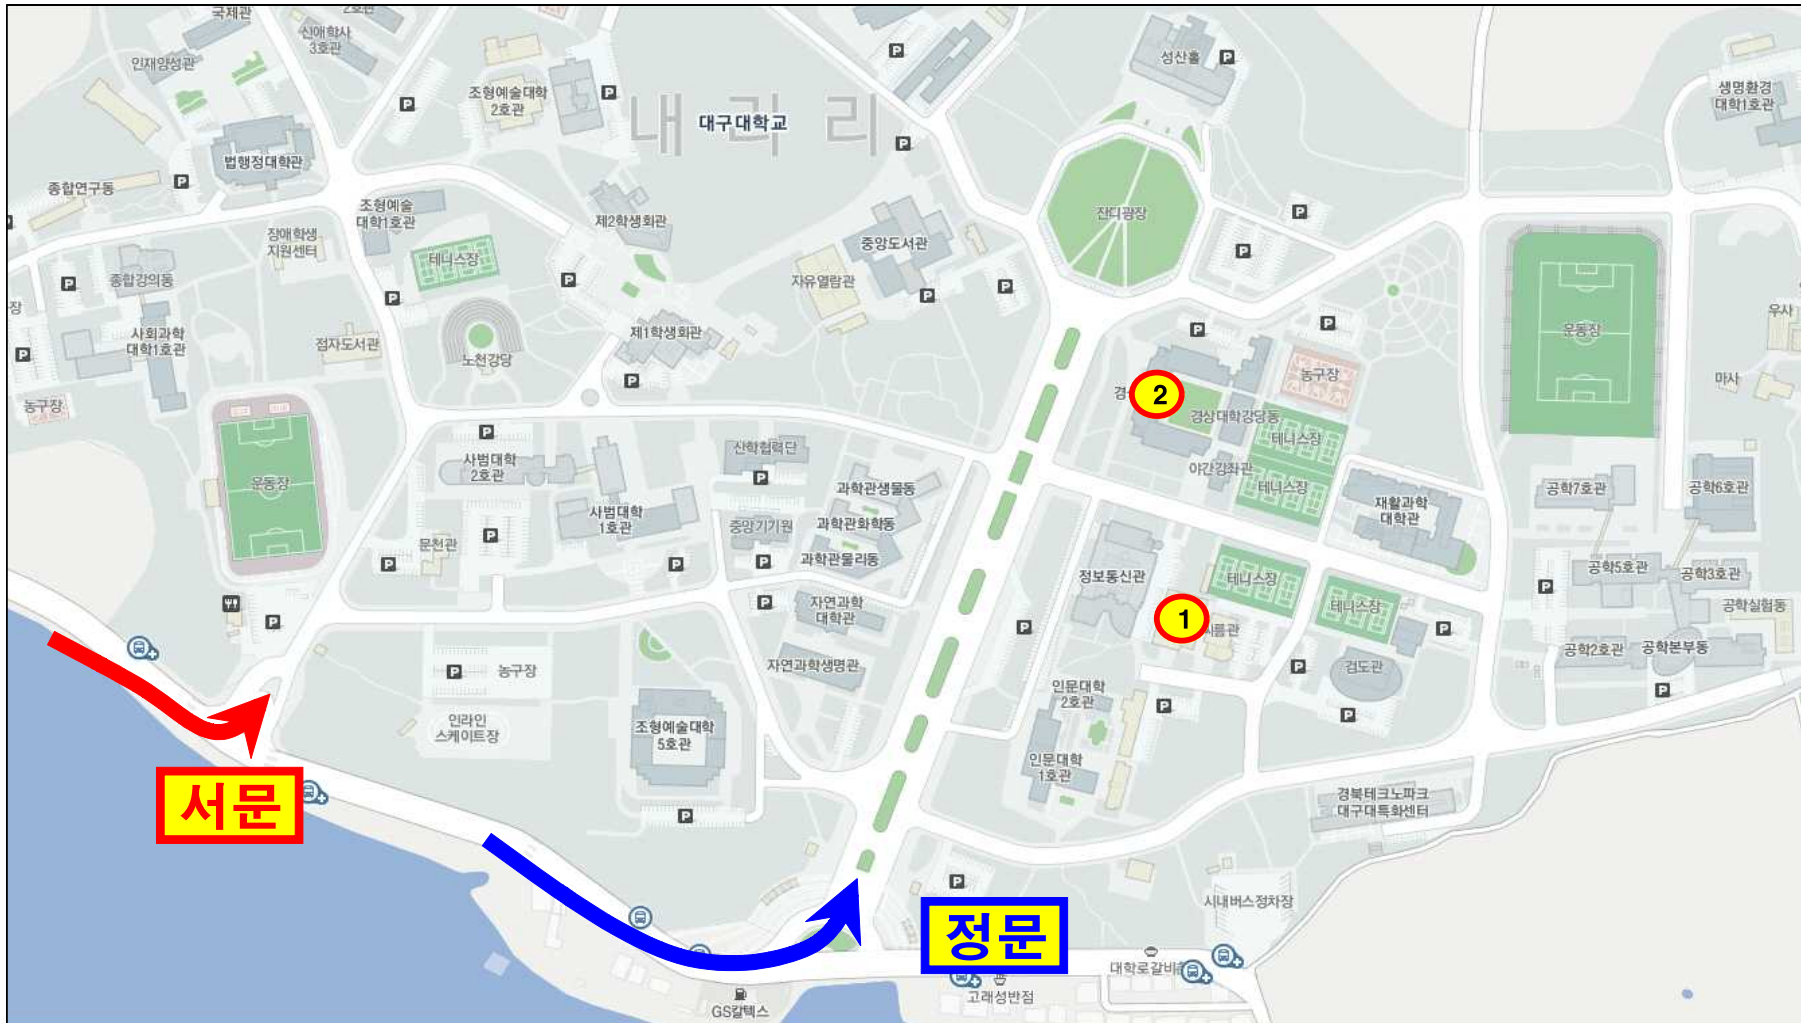 국제관
2호관
신애학사
3호관
인재양성관
조형예술대학
2호관
성산홀
생명환경
대학1호관
내 리 리
대구대학교
법행정대학관
종합연구동
조형예술
대학1호관
제2학생회관
잔디광장
장애학생
지원센터
테니스장
중앙도서관
종합강의동
자유열람관
장
우사
사회과학
대학1호관
점자도서관
노천강당
제1학생회관
운동장
농구장
마사
농구장
2
경상대학강당동
테니스장
산학협력단
사범대학
2호관
야간강좌관
운동장
과학관생물동
테니스장
재활과학
대학관
공학7호관
공학6호관
사범대학
1호관
중앙기기원
과학관화학동
문천관
과학관물리동
정보통신관
테니스장
공학5호관
공학3호관
자연과학
대학관
테니스장
공학실험동
1
씨름관
공학2호관
공학본부동
자연과학생명관
검도관
농구장
인문대학
2호관
인라인
스케이트장
조형예술대학
5호관
인문대학
1호관
서문
경북테크노파크
대구대특화센터
시내버스정차장
정문
대학로갈비
고래성반점
GS칼텍스